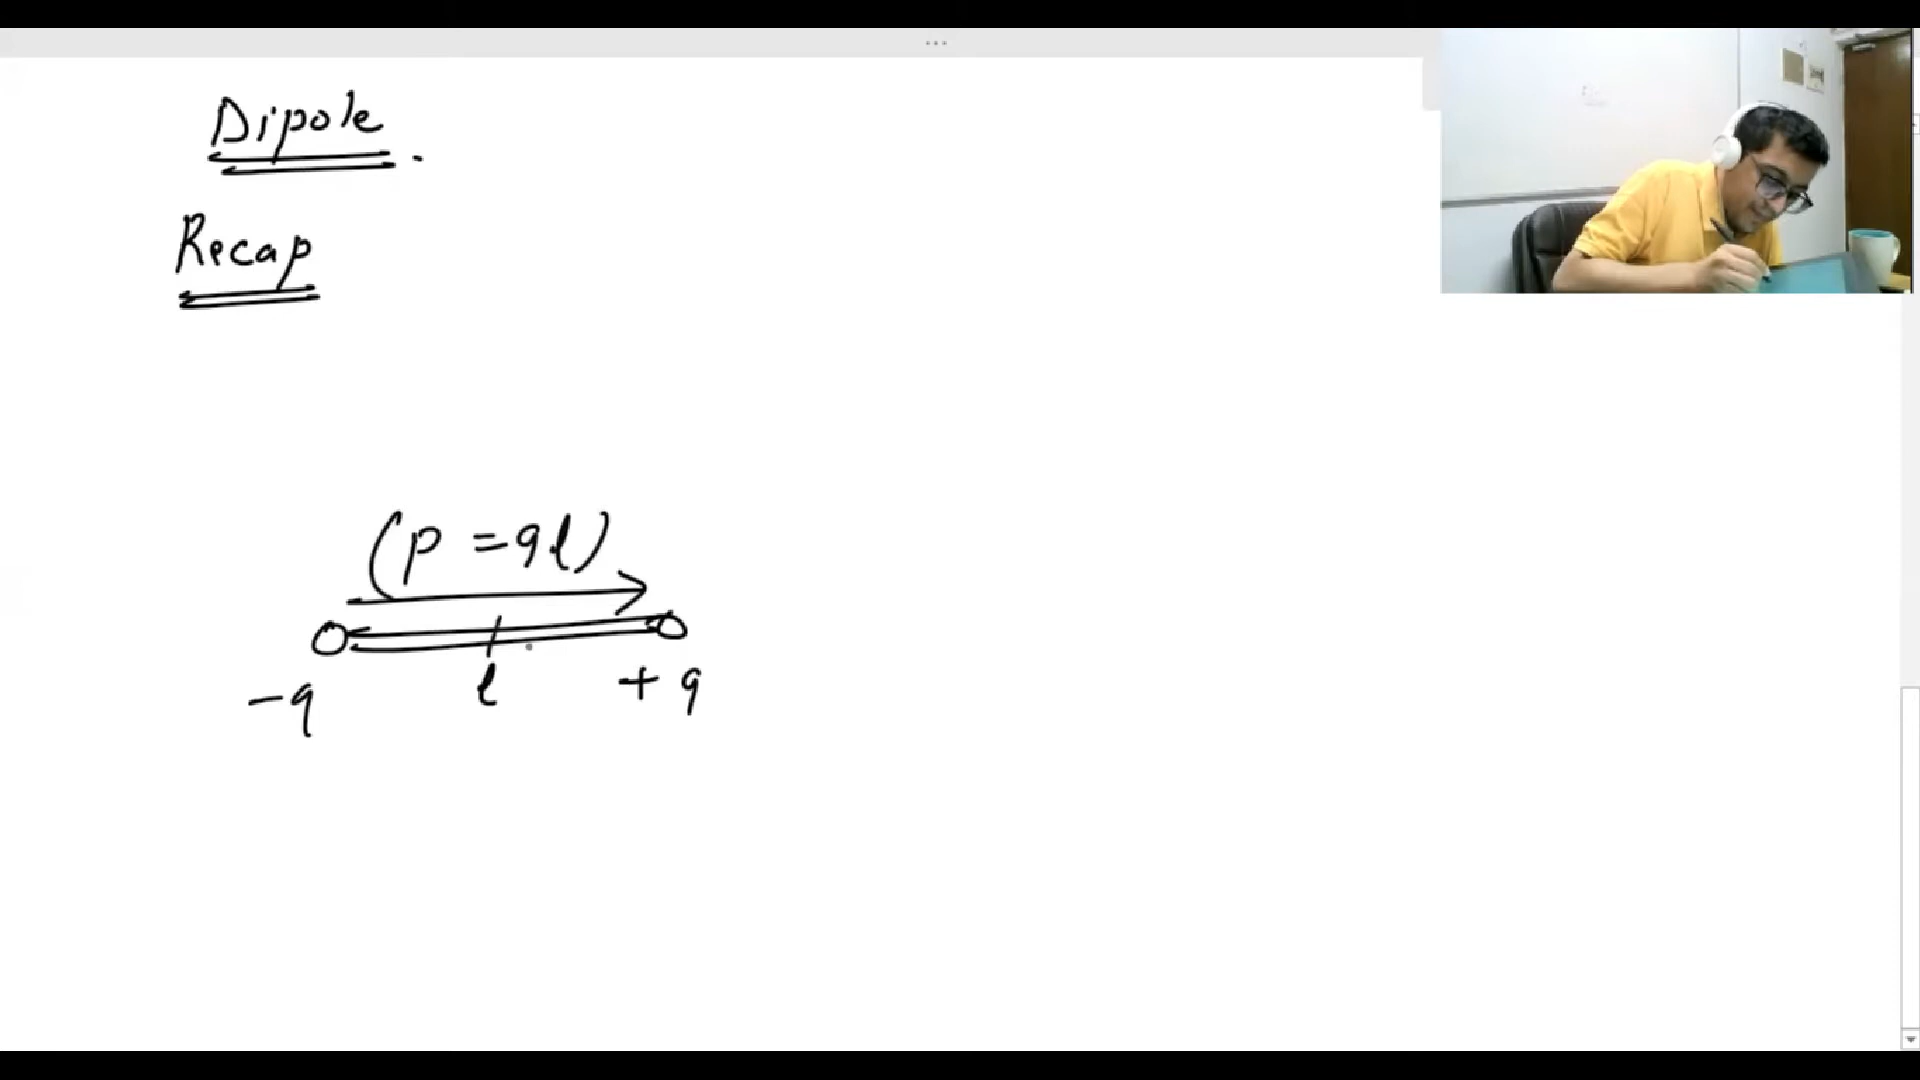 Dipole.
Recap
(p = ql)
-q l +q